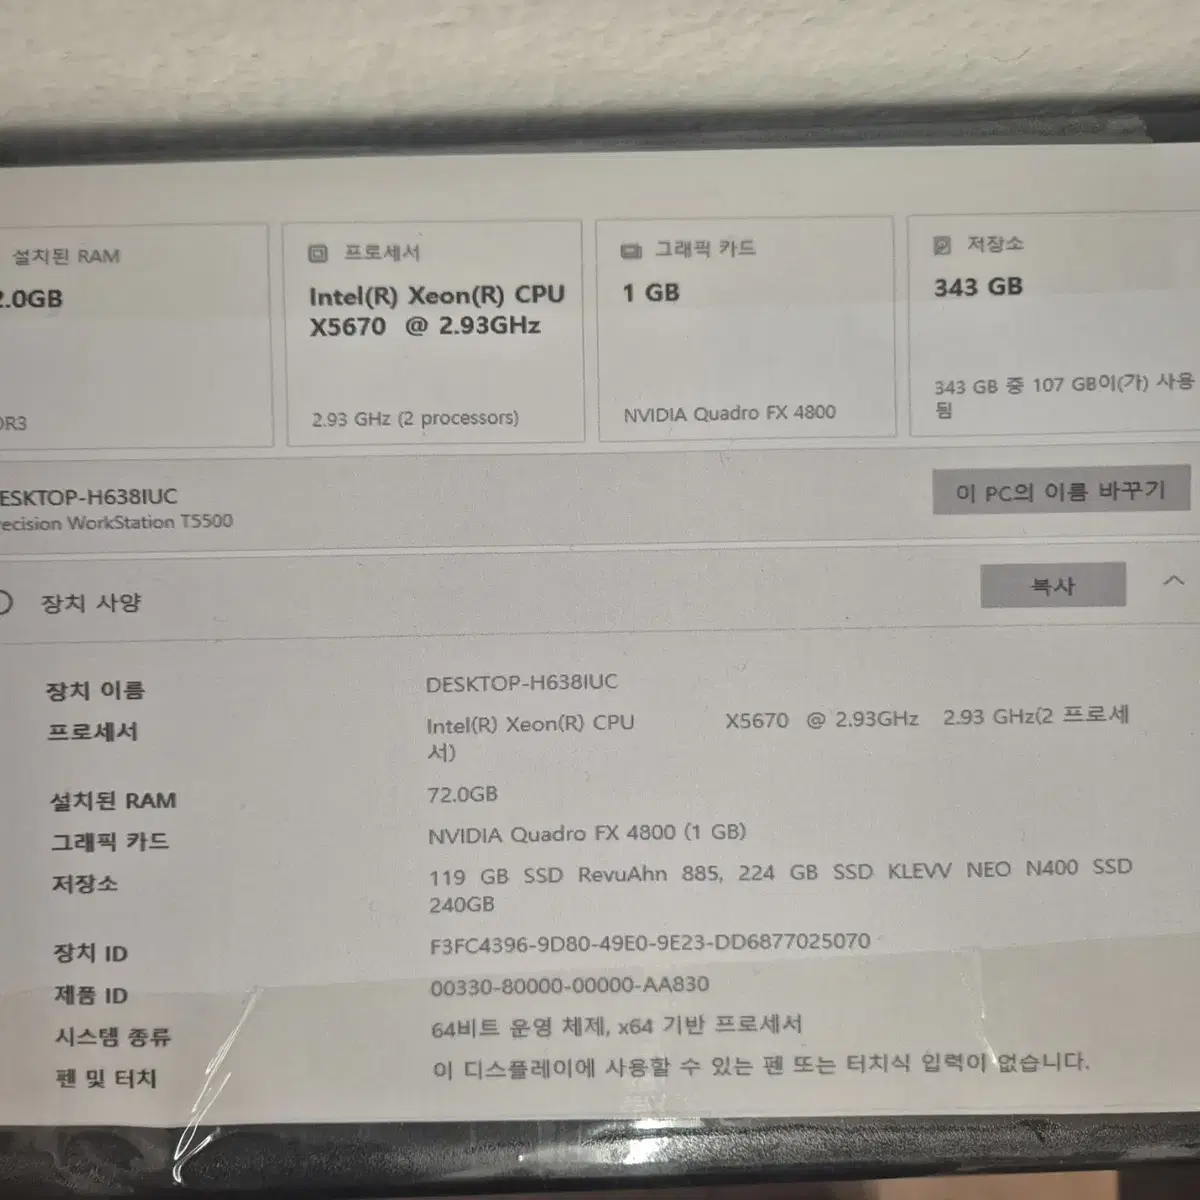 설치된 RAM
2.0GB
DR3
프로세서
Intel(R) Xeon(R) CPU
X5670 @ 2.93GHz
2.93 GHz (2 processors)
그래픽 카드
1 GB
NVIDIA Quadro FX 4800
저장소
343 GB
343 GB 중 107 GB이(가) 사용
됨
ESKTOP-H638IUC
recision WorkStation T5500
이 PC의 이름 바꾸기
장치 사양
복사
장치 이름 DESKTOP-H638IUC
프로세서 Intel(R) Xeon(R) CPU X5670 @ 2.93GHz 2.93 GHz(2 프로세
서)
설치된 RAM 72.0GB
그래픽 카드 NVIDIA Quadro FX 4800 (1 GB)
저장소 119 GB SSD RevuAhn 885, 224 GB SSD KLEVV NEO N400 SSD
240GB
장치 ID F3FC4396-9D80-49E0-9E23-DD6877025070
제품 ID 00330-80000-00000-AA830
시스템 종류 64비트 운영 체제, x64 기반 프로세서
펜 및 터치 이 디스플레이에 사용할 수 있는 펜 또는 터치식 입력이 없습니다.